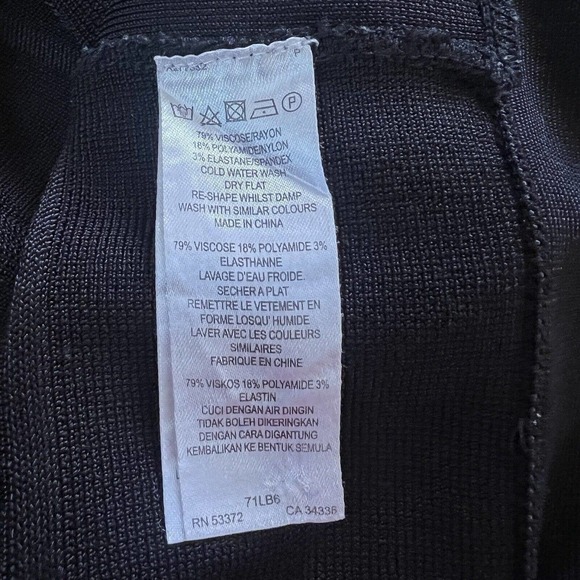 P
P
79% VISCOSE/RAYON
18% POLYAMIDE/NYLON
3% ELASTANE/SPANDEX
COLD WATER WASH
DRY FLAT
RE-SHAPE WHILST DAMP
WASH WITH SIMILAR COLOURS
MADE IN CHINA
79% VISCOSE 18% POLYAMIDE 3%
ELASTHANNE
LAVAGE D'EAU FROIDE.
SECHER A PLAT
REMETTRE LE VETEMENT EN
FORME LOSQU' HUMIDE
LAVER AVEC LES COULEURS
SIMILAIRES
FABRIQUE EN CHINE
79% VISKOS 18% POLYAMIDE 3%
ELASTIN
CUCI DENGAN AIR DINGIN
TIDAK BOLEH DIKERINGKAN
DENGAN CARA DIGANTUNG
KEMBALIKAN KE BENTUK SEMULA
71LB6
RN 53372 CA 34338